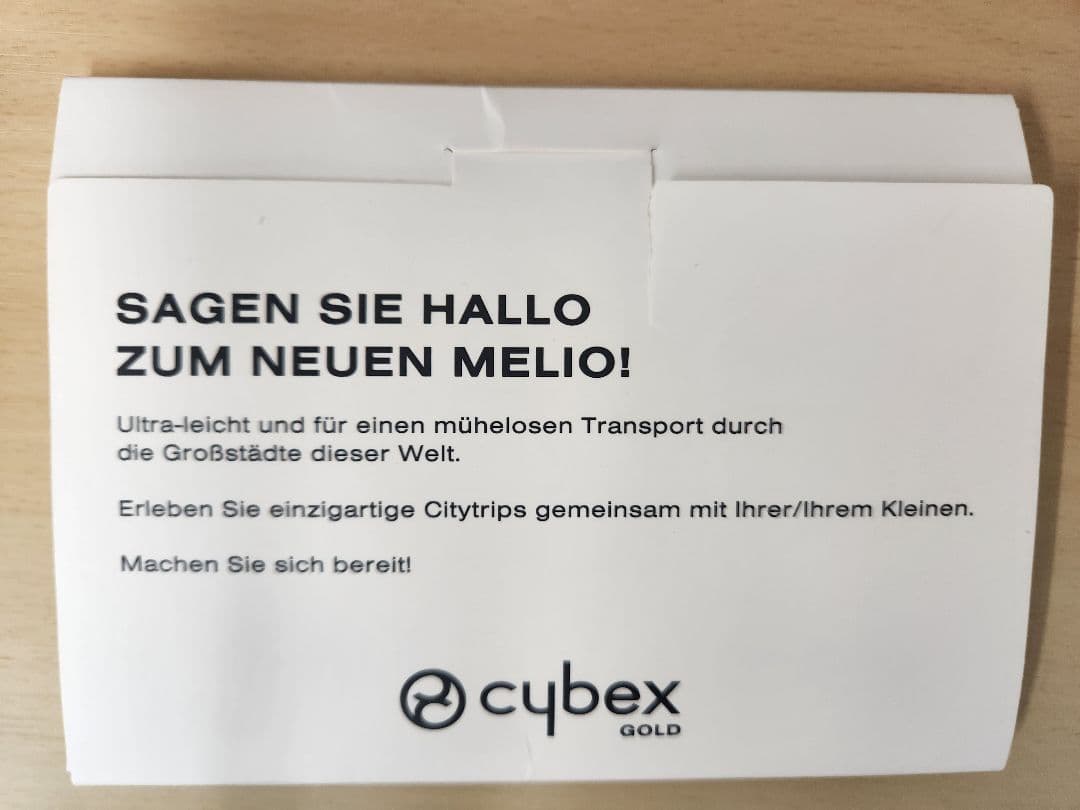 SAGEN SIE HALLO
ZUM NEUEN MELIO!
Ultra-leicht und für einen mühelosen Transport durch
die Großstädte dieser Welt.
Erleben Sie einzigartige Citytrips gemeinsam mit Ihrer/Ihrem Kleinen.
Machen Sie sich bereit!
cybex
GOLD